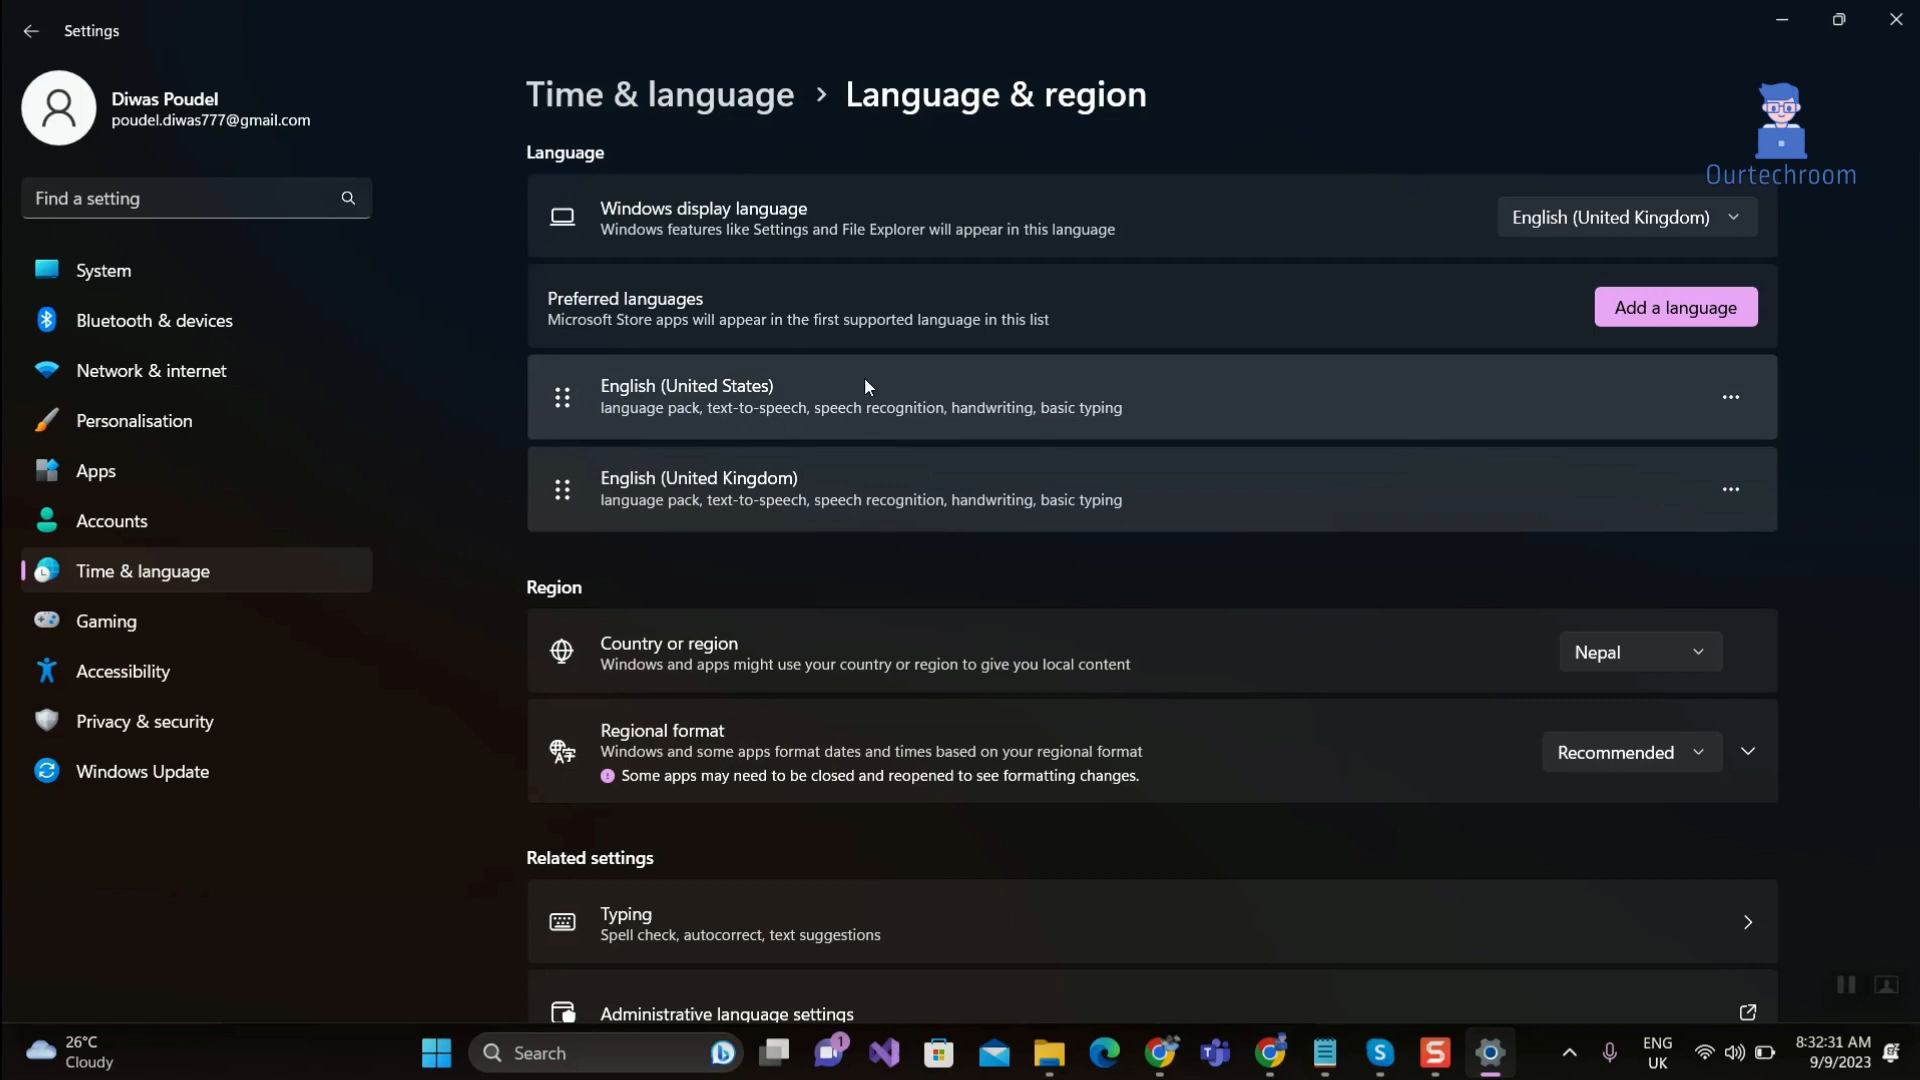 Settings
Diwas Poudel
poudel.diwas777@gmail.com
Find a setting
System
Bluetooth & devices
Network & internet
Personalisation
Apps
Accounts
Time & language
Gaming
Accessibility
Privacy & security
Windows Update
Time & language > Language & region
Ourtechroom
Language
Windows display language
Windows features like Settings and File Explorer will appear in this language
English (United Kingdom)
Preferred languages
Microsoft Store apps will appear in the first supported language in this list
Add a language
English (United States)
language pack, text-to-speech, speech recognition, handwriting, basic typing
English (United Kingdom)
language pack, text-to-speech, speech recognition, handwriting, basic typing
Region
Country or region
Windows and apps might use your country or region to give you local content
Nepal
Regional format
Windows and some apps format dates and times based on your regional format
Some apps may need to be closed and reopened to see formatting changes.
Recommended
Related settings
Typing
Spell check, autocorrect, text suggestions
Administrative language settings
26°C
Cloudy
Search
1
ENG
UK
8:32:31 AM
9/9/2023